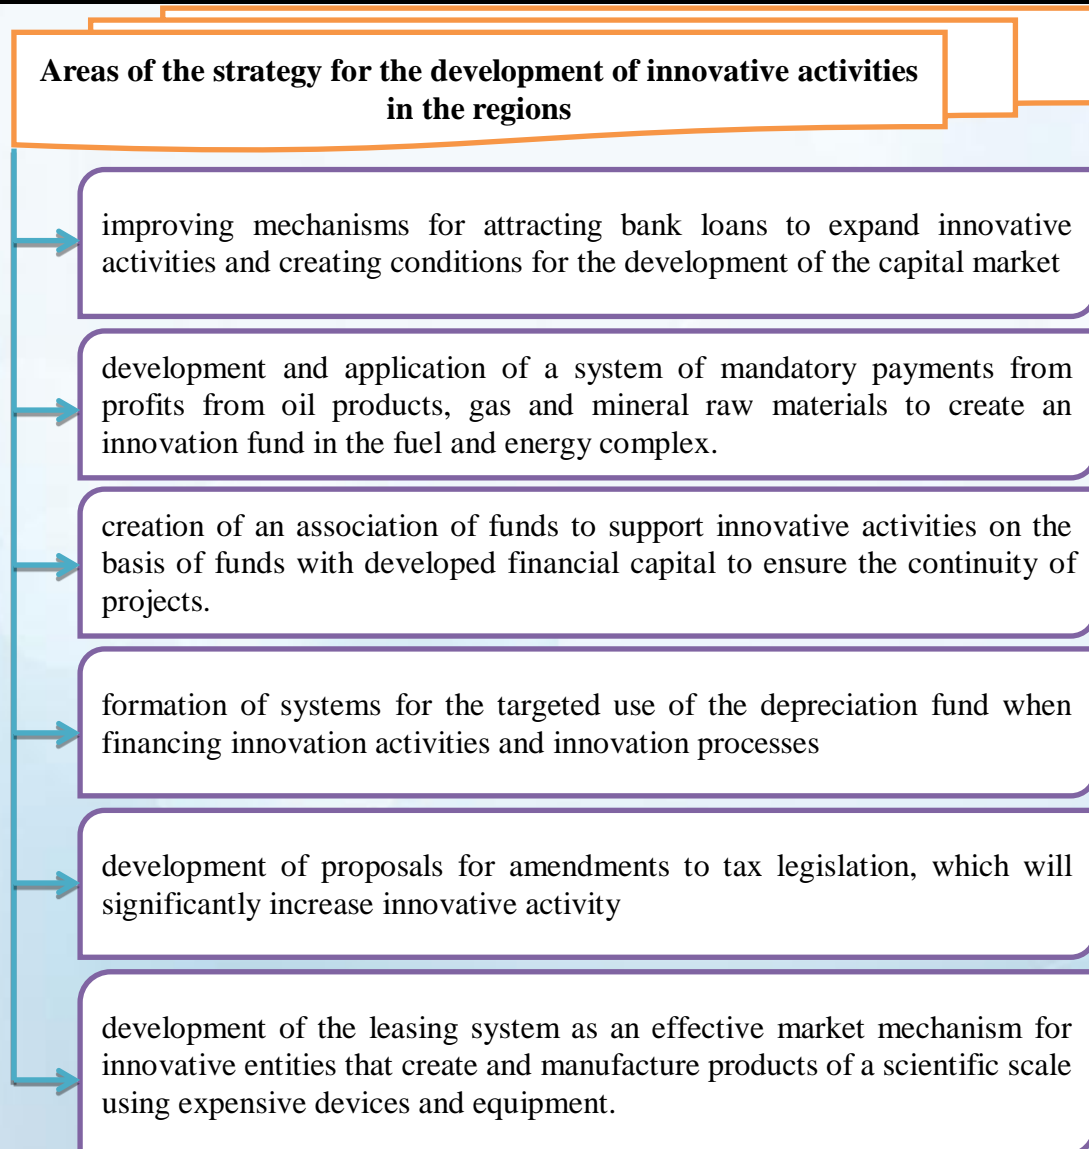 Areas of the strategy for the development of innovative activities
in the regions
improving mechanisms for attracting bank loans to expand innovative
activities and creating conditions for the development of the capital market
development and application of a system of mandatory payments from
profits from oil products, gas and mineral raw materials to create an
innovation fund in the fuel and energy complex.
creation of an association of funds to support innovative activities on the
basis of funds with developed financial capital to ensure the continuity of
projects.
formation of systems for the targeted use of the depreciation fund when
financing innovation activities and innovation processes
development of proposals for amendments to tax legislation, which will
significantly increase innovative activity
development of the leasing system as an effective market mechanism for
innovative entities that create and manufacture products of a scientific scale
using expensive devices and equipment.